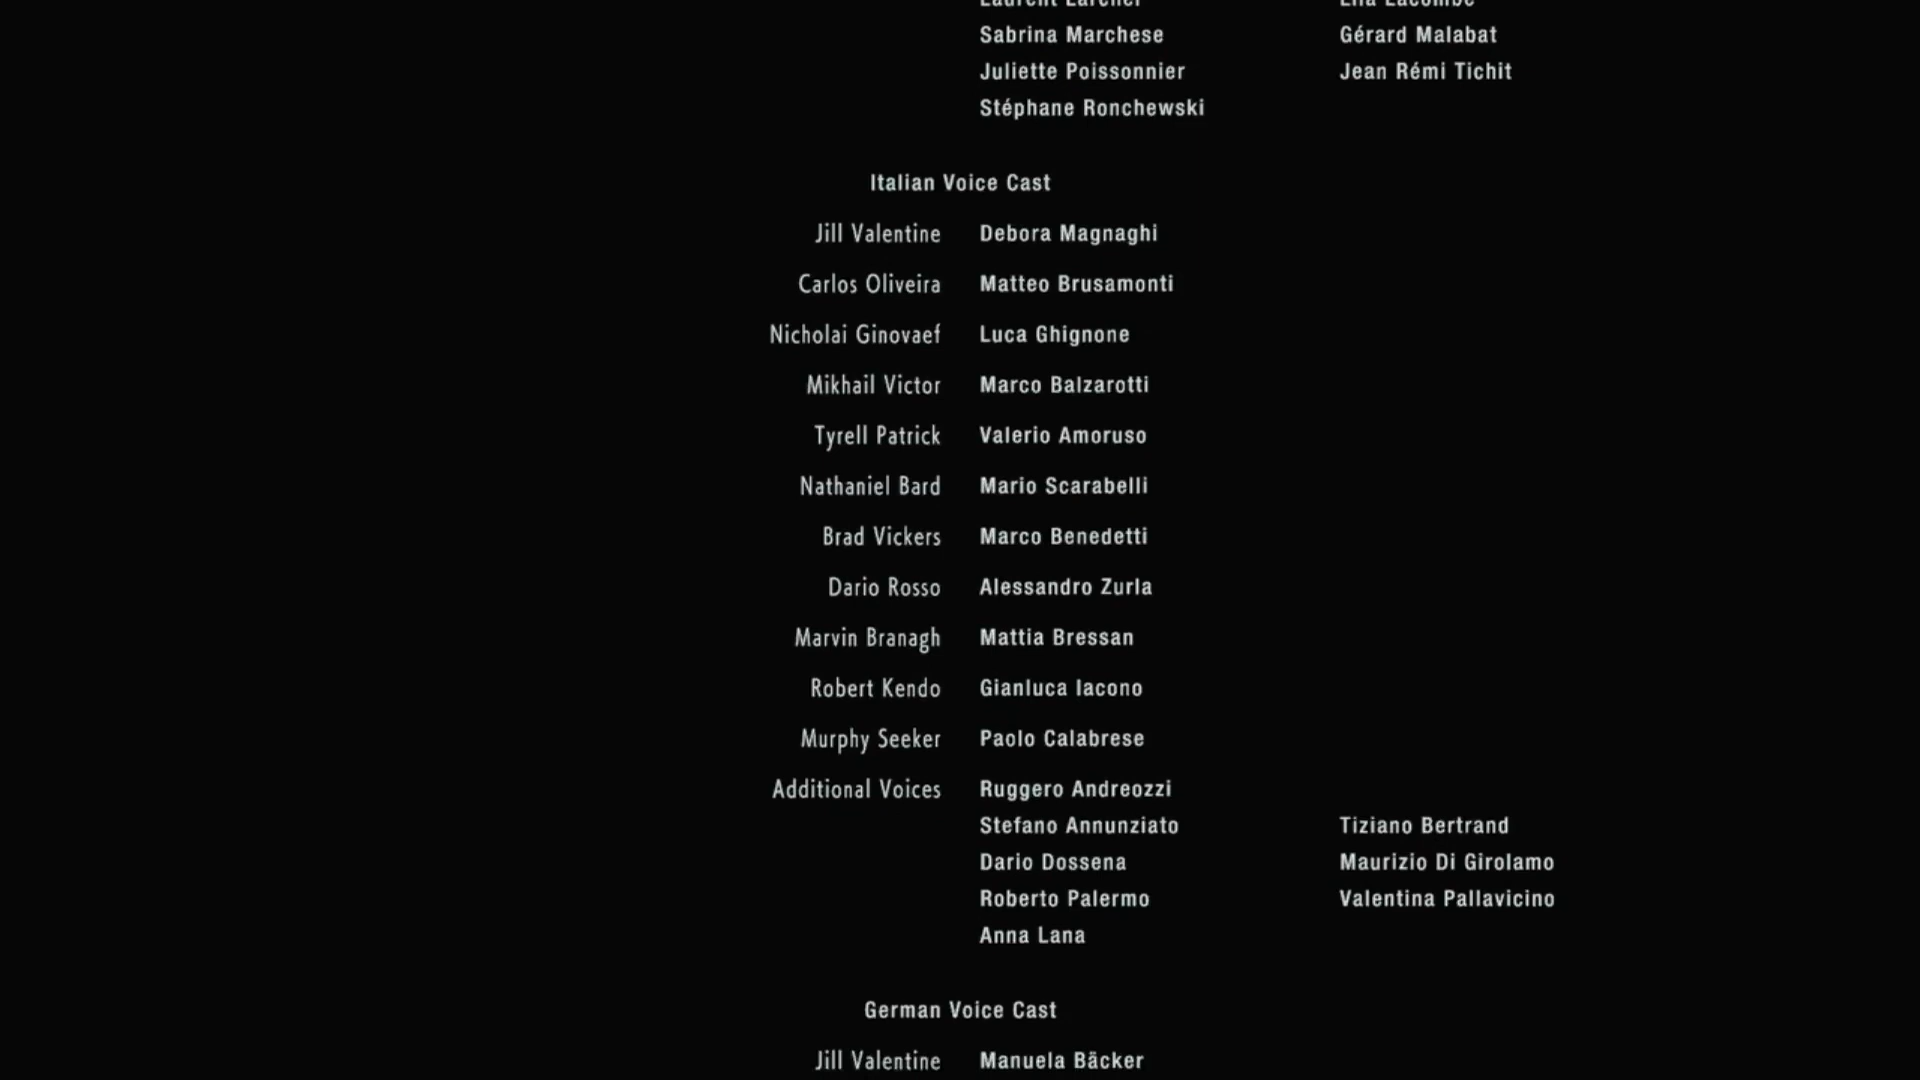 Laurent Larcher Ella Lacombe
Sabrina Marchese Gérard Malabat
Juliette Poissonnier Jean Rémi Tichit
Stéphane Ronchewski
Italian Voice Cast
Jill Valentine Debora Magnaghi
Carlos Oliveira Matteo Brusamonti
Nicholai Ginovaef Luca Ghignone
Mikhail Victor Marco Balzarotti
Tyrell Patrick Valerio Amoruso
Nathaniel Bard Mario Scarabelli
Brad Vickers Marco Benedetti
Dario Rosso Alessandro Zurla
Marvin Branagh Mattia Bressan
Robert Kendo Gianluca Iacono
Murphy Seeker Paolo Calabrese
Additional Voices Ruggero Andreozzi
Stefano Annunziato Tiziano Bertrand
Dario Dossena Maurizio Di Girolamo
Roberto Palermo Valentina Pallavicino
Anna Lana
German Voice Cast
Jill Valentine Manuela Bäcker